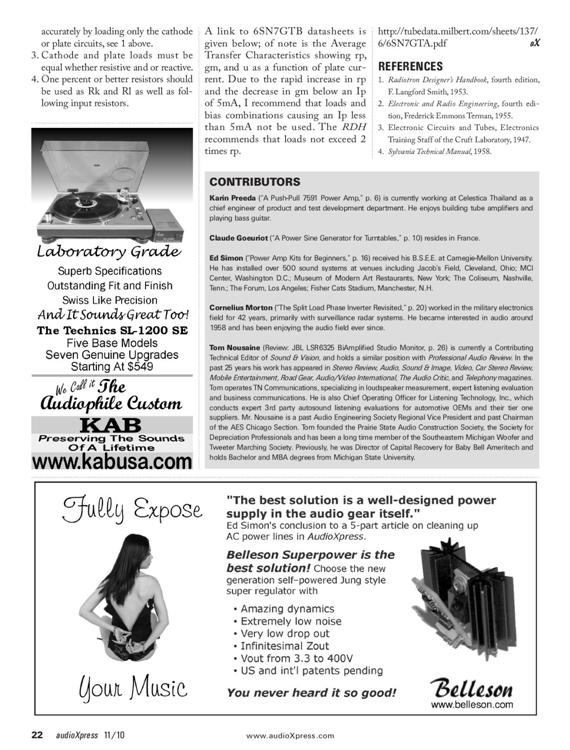 accurately by loading only the cathode
or plate circuits, see 1 above.
3. Cathode and plate loads must be
equal whether resistive and or reactive.
4. One percent or better resistors should
be used as Rk and Rl as well as fol-
lowing input resistors.
A link to 6SN7GTB datasheets is
given below; of note is the Average
Transfer Characteristics showing rp,
gm, and u as a function of plate cur-
rent. Due to the rapid increase in rp
and the decrease in gm below an Ip
of 5mA, I recommend that loads and
bias combinations causing an Ip less
than 5mA not be used. The RDH
recommends that loads not exceed 2
times rp.
http://tubedata.milbert.com/sheets/137/
6/6SN7GTA.pdf aX
REFERENCES
1. Radiotron Designer's Handbook, fourth edition,
F. Langford Smith, 1953.
2. Electronic and Radio Engineering, fourth edi-
tion, Frederick Emmons Terman, 1955.
3. Electronic Circuits and Tubes, Electronics
Training Staff of the Cruft Laboratory, 1947.
4. Sylvania Technical Manual, 1958.
Laboratory Grade
Superb Specifications
Outstanding Fit and Finish
Swiss Like Precision
And It Sounds Great Too!
The Technics SL-1200 SE
Five Base Models
Seven Genuine Upgrades
Starting At $549
We Call it The
Audiophile Custom
KAB
Preserving The Sounds
Of A Lifetime
www.kabusa.com
CONTRIBUTORS
Karin Preeda ("A Push-Pull 7591 Power Amp," p. 6) is currently working at Celestica Thailand as a
chief engineer of product and test development department. He enjoys building tube amplifiers and
playing bass guitar.
Claude Goeuriot ("A Power Sine Generator for Turntables," p. 10) resides in France.
Ed Simon ("Power Amp Kits for Beginners," p. 16) received his B.S.E.E. at Carnegie-Mellon University.
He has installed over 500 sound systems at venues including Jacob's Field, Cleveland, Ohio; MCI
Center, Washington D.C.; Museum of Modern Art Restaurants, New York; The Coliseum, Nashville,
Tenn.; The Forum, Los Angeles; Fisher Cats Stadium, Manchester, N.H.
Cornelius Morton ("The Split Load Phase Inverter Revisited," p. 20) worked in the military electronics
field for 42 years, primarily with surveillance radar systems. He became interested in audio around
1958 and has been enjoying the audio field ever since.
Tom Nousaine (Review: JBL LSR6325 BiAmplified Studio Monitor, p. 26) is currently a Contributing
Technical Editor of Sound & Vision, and holds a similar position with Professional Audio Review. In the
past 25 years his work has appeared in Stereo Review, Audio, Sound & Image, Video, Car Stereo Review,
Mobile Entertainment, Road Gear, Audio/Video International, The Audio Critic, and Telephony magazines.
Tom operates TN Communications, specializing in loudspeaker measurement, expert listening evaluation
and business communications. He is also Chief Operating Officer for Listening Technology, Inc., which
conducts expert 3rd party autosound listening evaluations for automotive OEMs and their tier one
suppliers. Mr. Nousaine is a past Audio Engineering Society Regional Vice President and past Chairman
of the AES Chicago Section. Tom founded the Prairie State Audio Construction Society, the Society for
Depreciation Professionals and has been a long time member of the Southeastern Michigan Woofer and
Tweeter Marching Society. Previously, he was Director of Capital Recovery for Baby Bell Ameritech and
holds Bachelor and MBA degrees from Michigan State University.
Fully Expose
Your Music
"The best solution is a well-designed power
supply in the audio gear itself."
Ed Simon's conclusion to a 5-part article on cleaning up
AC power lines in AudioXpress.
Belleson Superpower is the
best solution! Choose the new
generation self-powered Jung style
super regulator with
• Amazing dynamics
• Extremely low noise
• Very low drop out
• Infinitesimal Zout
• Vout from 3.3 to 400V
• US and int'l patents pending
You never heard it so good!
Belleson
www.belleson.com
22 audioXpress 11/10
www.audioXpress.com